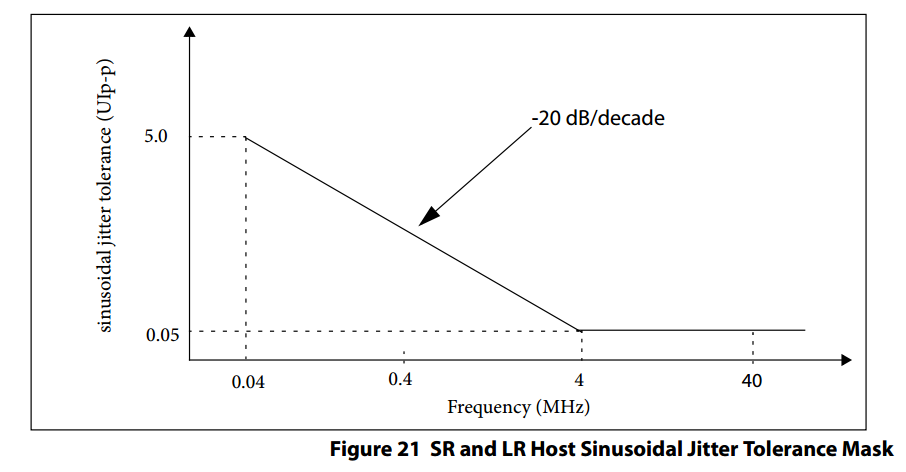 sinusoidal jitter tolerance (UIp-p)
-20 dB/decade
5.0
0.05
0.04
0.4
4
40
Frequency (MHz)
Figure 21 SR and LR Host Sinusoidal Jitter Tolerance Mask